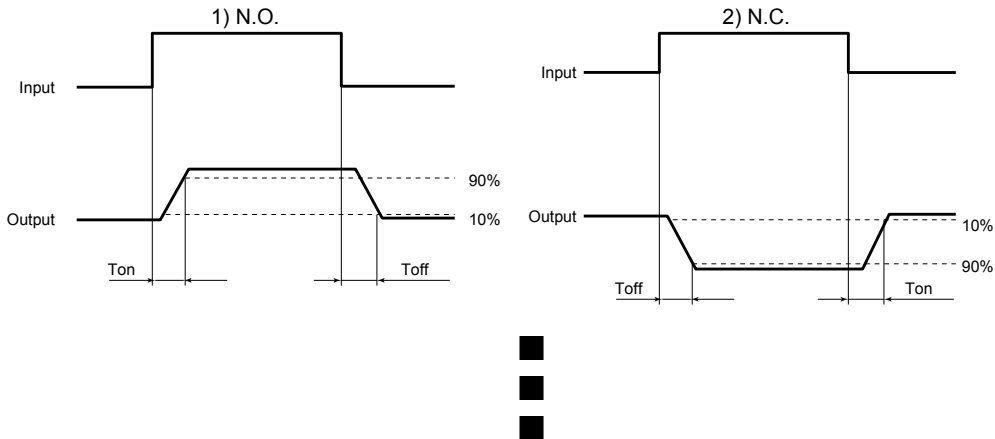 1) N.O.
Input
Output
90%
10%
Ton
Toff
2) N.C.
Input
Output
10%
90%
Toff
Ton